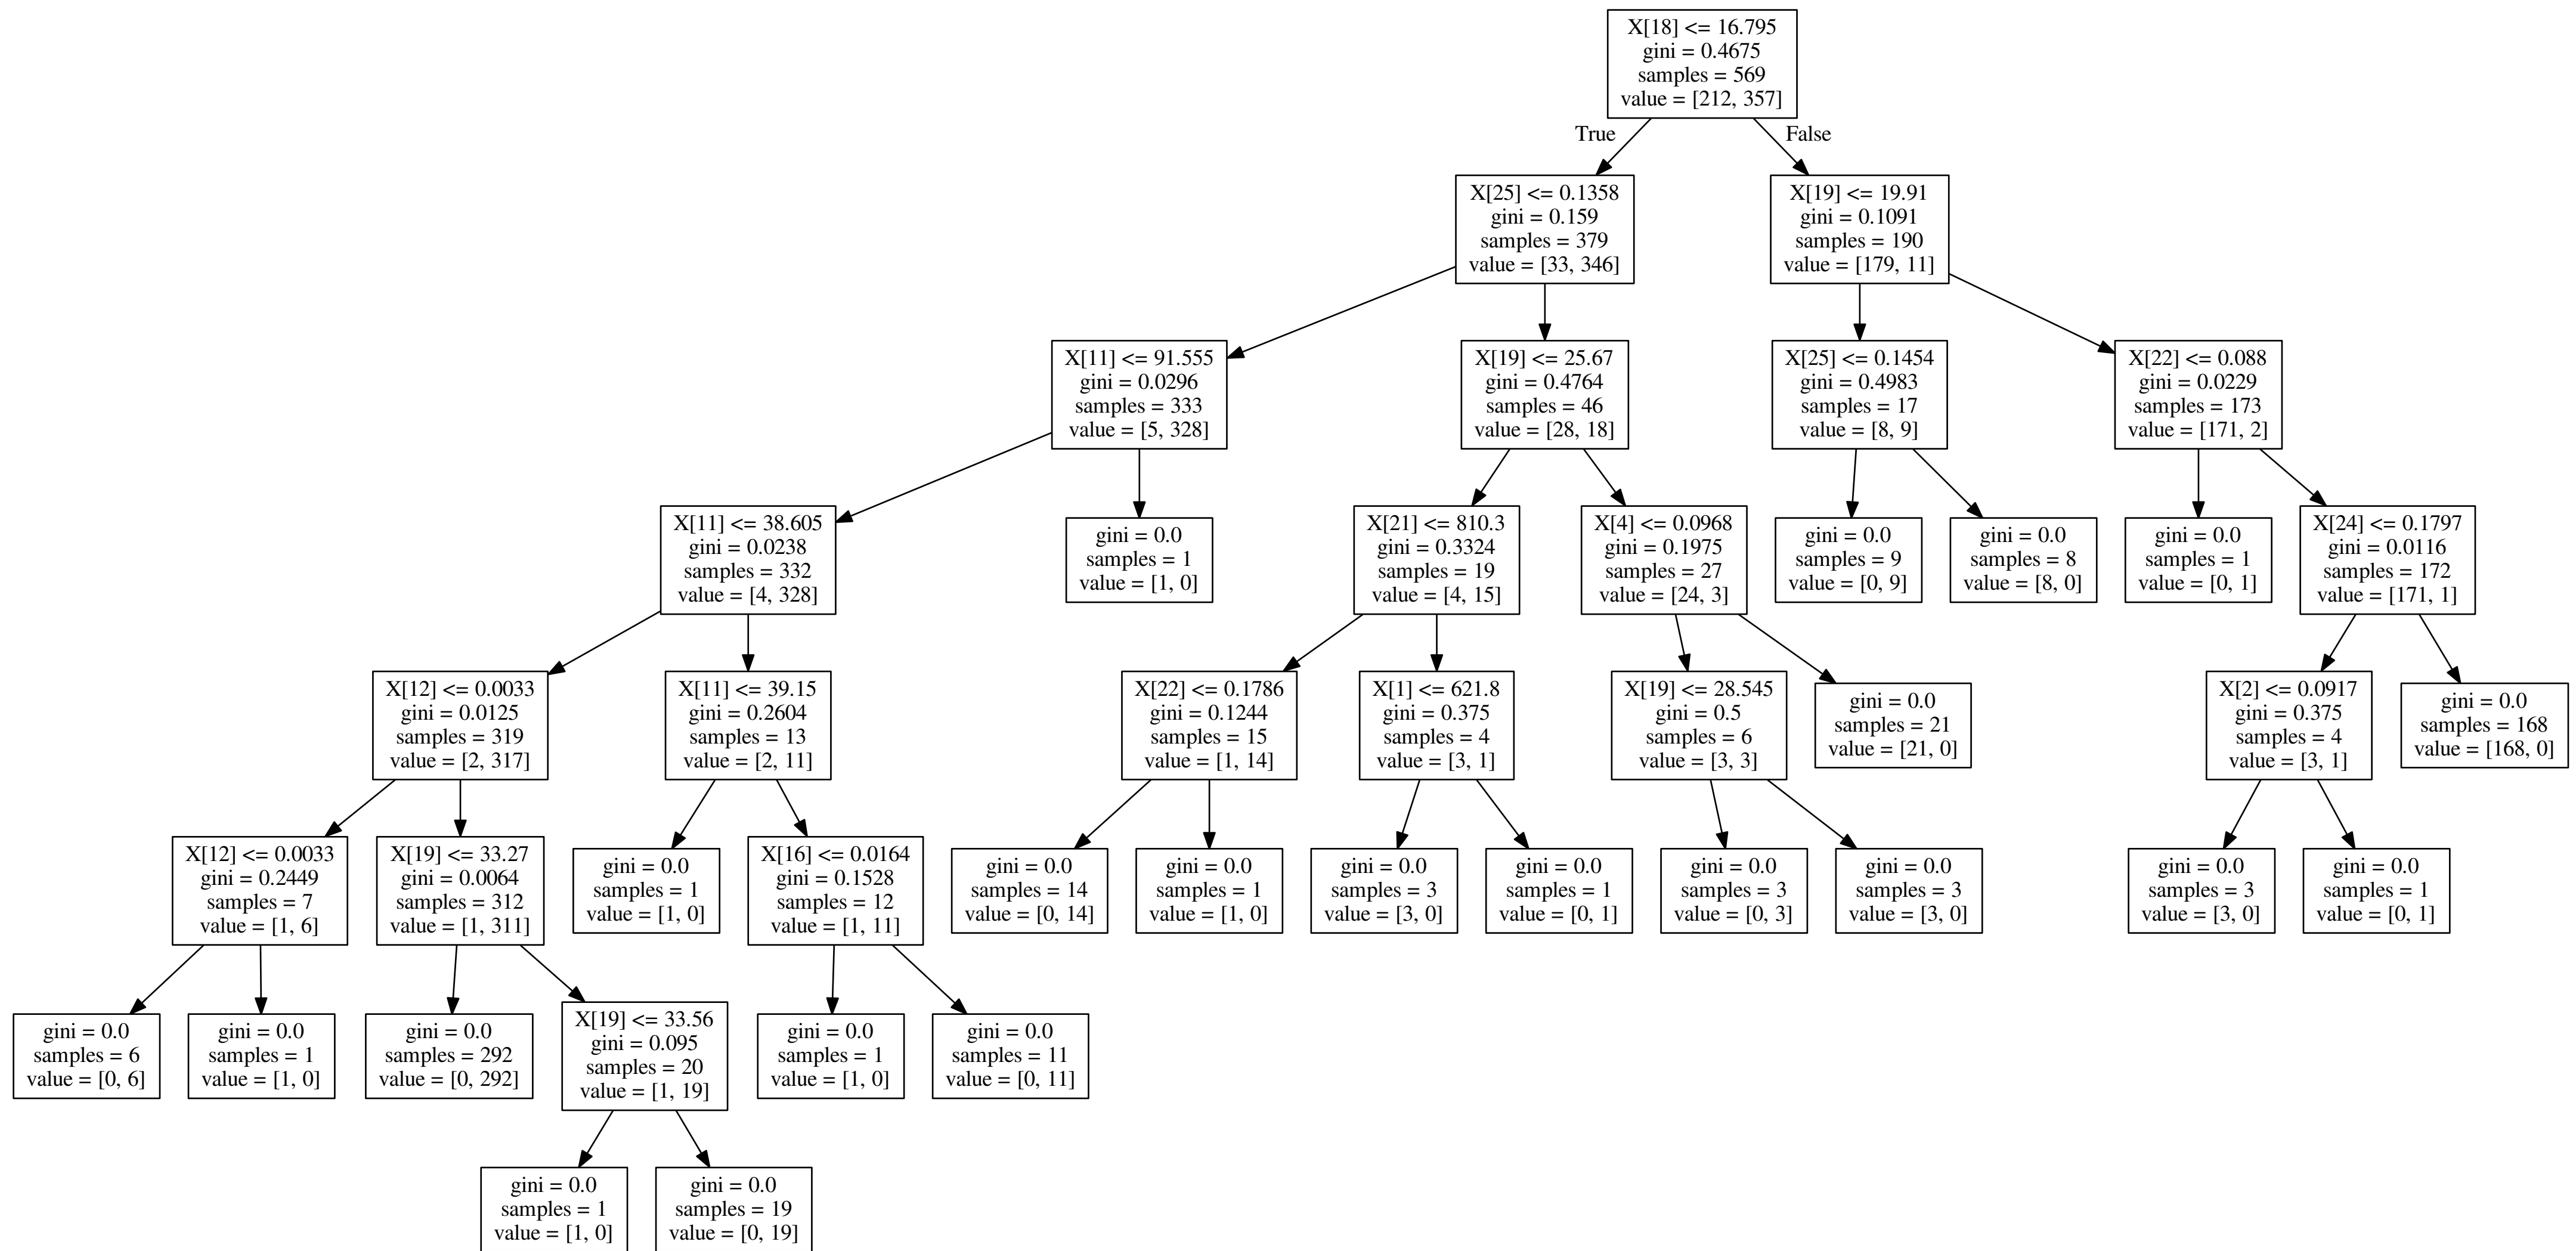 X[18] <= 16.795
gini = 0.4675
samples = 569
value = [212, 357]
True
False
X[25] <= 0.1358
gini = 0.159
samples = 379
value = [33, 346]
X[19] <= 19.91
gini = 0.1091
samples = 190
value = [179, 11]
X[11] <= 91.555
gini = 0.0296
samples = 333
value = [5, 328]
X[19] <= 25.67
gini = 0.4764
samples = 46
value = [28, 18]
X[25] <= 0.1454
gini = 0.4983
samples = 17
value = [8, 9]
X[22] <= 0.088
gini = 0.0229
samples = 173
value = [171, 2]
X[11] <= 38.605
gini = 0.0238
samples = 332
value = [4, 328]
gini = 0.0
samples = 1
value = [1, 0]
X[21] <= 810.3
gini = 0.3324
samples = 19
value = [4, 15]
X[4] <= 0.0968
gini = 0.1975
samples = 27
value = [24, 3]
gini = 0.0
samples = 9
value = [0, 9]
gini = 0.0
samples = 8
value = [8, 0]
gini = 0.0
samples = 1
value = [0, 1]
X[24] <= 0.1797
gini = 0.0116
samples = 172
value = [171, 1]
X[12] <= 0.0033
gini = 0.0125
samples = 319
value = [2, 317]
X[11] <= 39.15
gini = 0.2604
samples = 13
value = [2, 11]
X[22] <= 0.1786
gini = 0.1244
samples = 15
value = [1, 14]
X[1] <= 621.8
gini = 0.375
samples = 4
value = [3, 1]
X[19] <= 28.545
gini = 0.5
samples = 6
value = [3, 3]
gini = 0.0
samples = 21
value = [21, 0]
X[2] <= 0.0917
gini = 0.375
samples = 4
value = [3, 1]
gini = 0.0
samples = 168
value = [168, 0]
X[12] <= 0.0033
gini = 0.2449
samples = 7
value = [1, 6]
X[19] <= 33.27
gini = 0.0064
samples = 312
value = [1, 311]
gini = 0.0
samples = 1
value = [1, 0]
X[16] <= 0.0164
gini = 0.1528
samples = 12
value = [1, 11]
gini = 0.0
samples = 14
value = [0, 14]
gini = 0.0
samples = 1
value = [1, 0]
gini = 0.0
samples = 3
value = [3, 0]
gini = 0.0
samples = 1
value = [0, 1]
gini = 0.0
samples = 3
value = [0, 3]
gini = 0.0
samples = 3
value = [3, 0]
gini = 0.0
samples = 3
value = [3, 0]
gini = 0.0
samples = 1
value = [0, 1]
gini = 0.0
samples = 6
value = [0, 6]
gini = 0.0
samples = 1
value = [1, 0]
gini = 0.0
samples = 292
value = [0, 292]
X[19] <= 33.56
gini = 0.095
samples = 20
value = [1, 19]
gini = 0.0
samples = 1
value = [1, 0]
gini = 0.0
samples = 11
value = [0, 11]
gini = 0.0
samples = 1
value = [1, 0]
gini = 0.0
samples = 19
value = [0, 19]